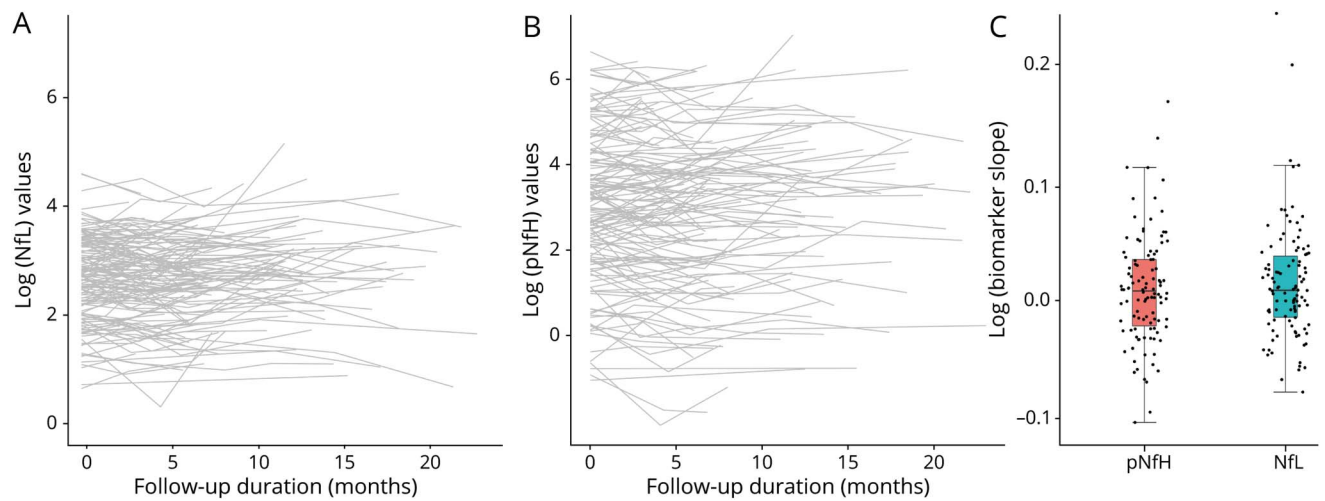 A
Log (NfL) values
6
4
2
0
0 5 10 15 20
Follow-up duration (months)
B
Log (pNfH) values
6
4
2
0
0 5 10 15 20
Follow-up duration (months)
C
Log (biomarker slope)
0.2
0.1
0.0
−0.1
pNfH NfL